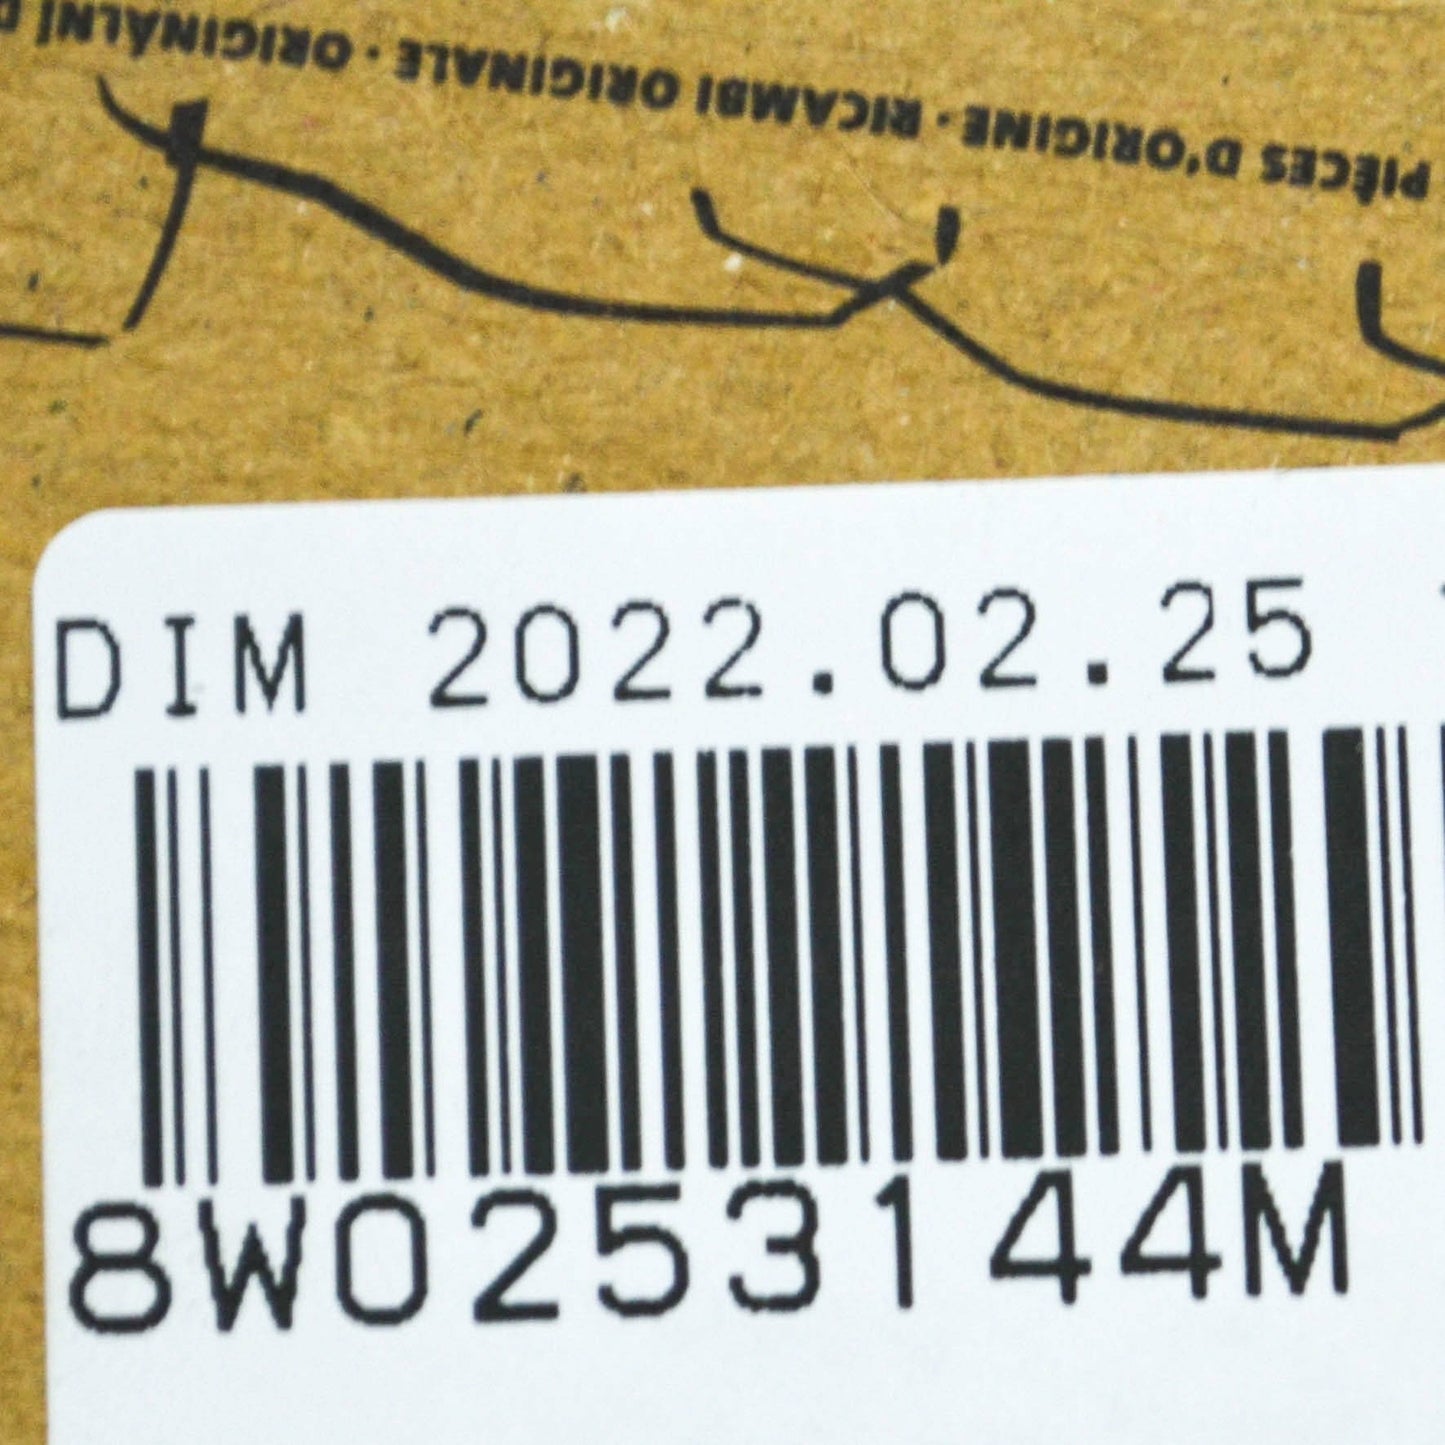 PIÈCES D'ORIGINE · RICAMBI ORIGINALE · ORIGINÁLNÍ
DIM 2022.02.25
8W0253144M